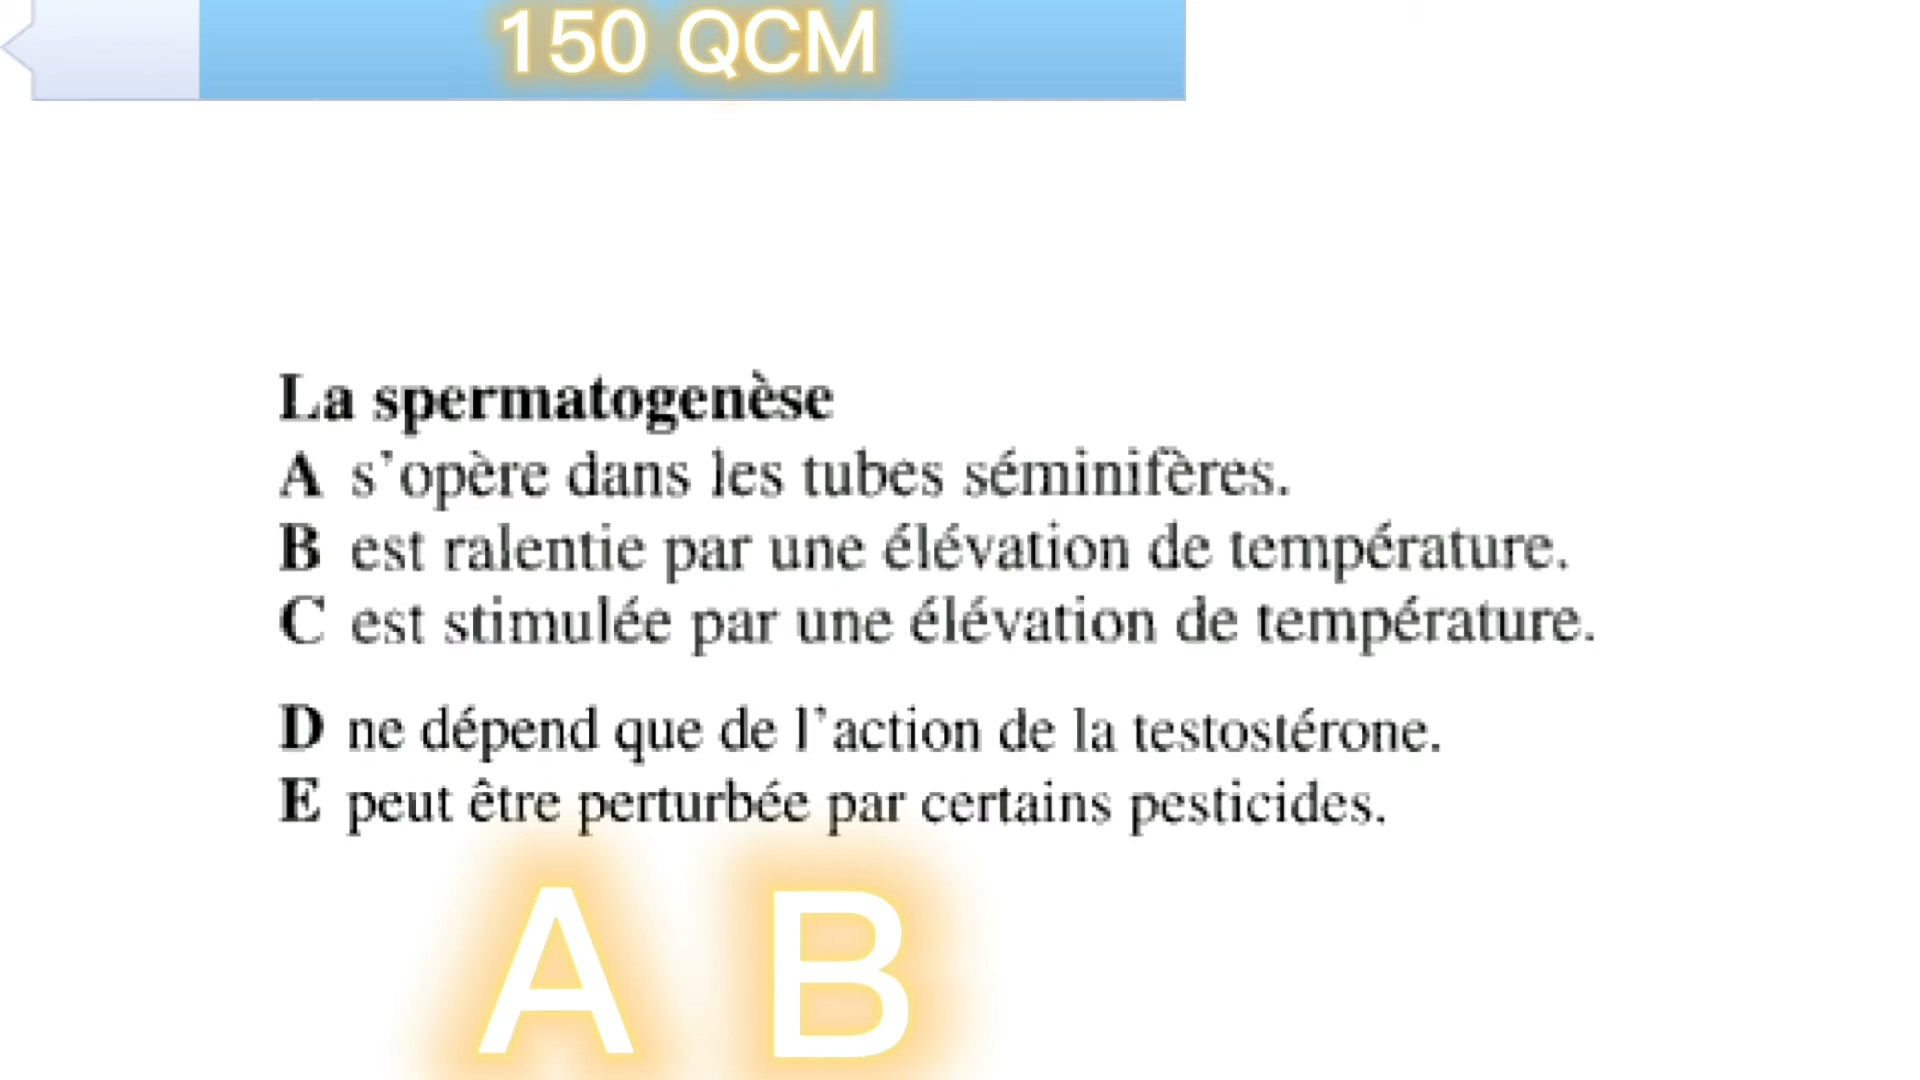 150 QCM
La spermatogenèse
A s'opère dans les tubes séminifères.
B est ralentie par une élévation de température.
C est stimulée par une élévation de température.
D ne dépend que de l'action de la testostérone.
E peut être perturbée par certains pesticides.
A B